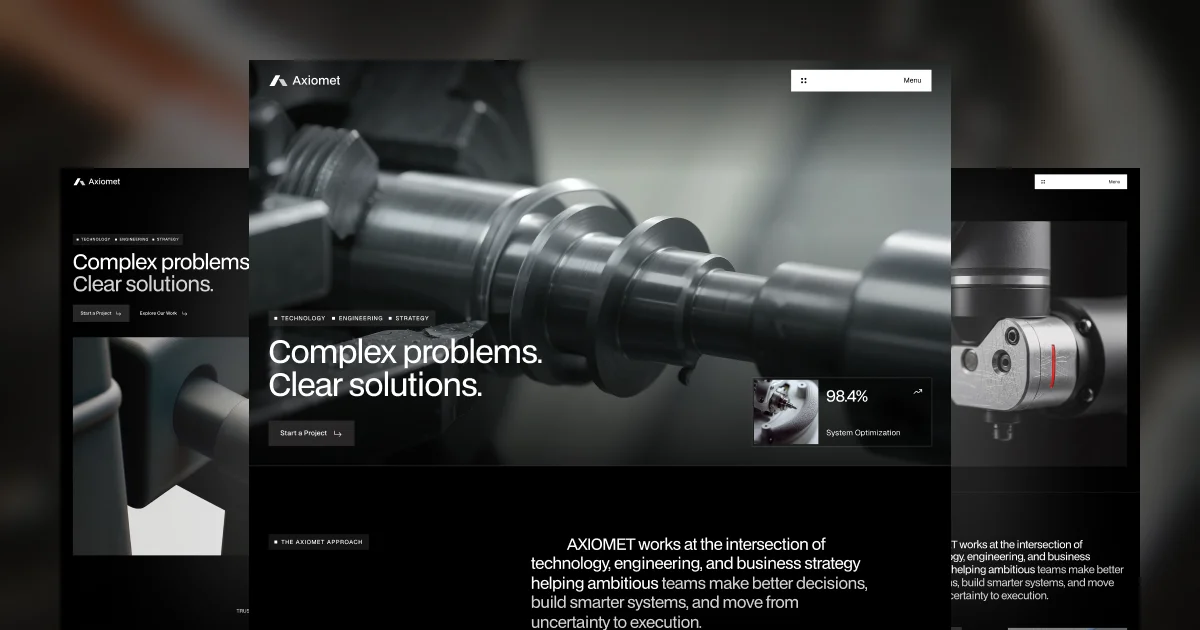 Axiomet
Menu
TECHNOLOGY ENGINEERING STRATEGY
Complex problems.
Clear solutions.
Start a Project
98.4%
System Optimization
THE AXIOMET APPROACH
AXIOMET works at the intersection of
technology, engineering, and business strategy
helping ambitious teams make better decisions,
build smarter systems, and move from
uncertainty to execution.
Axiomet
TECHNOLOGY ENGINEERING STRATEGY
Complex problems
Clear solutions.
Start a Project
Explore Our Work
TRUS
Menu
T works at the intersection of
gy, engineering, and business
helping ambitious teams make better
s, build smarter systems, and move
certainty to execution.